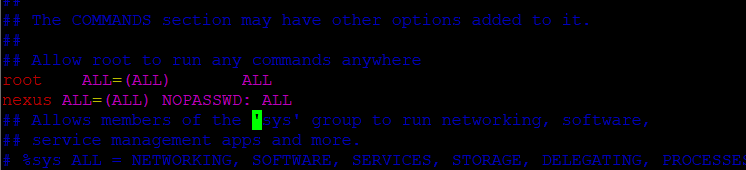 ##
## The COMMANDS section may have other options added to it.
##
## Allow root to run any commands anywhere
root    ALL=(ALL)       ALL
nexus ALL=(ALL) NOPASSWD: ALL
## Allows members of the 'sys' group to run networking, software,
## service management apps and more.
# %sys ALL = NETWORKING, SOFTWARE, SERVICES, STORAGE, DELEGATING, PROCESSES